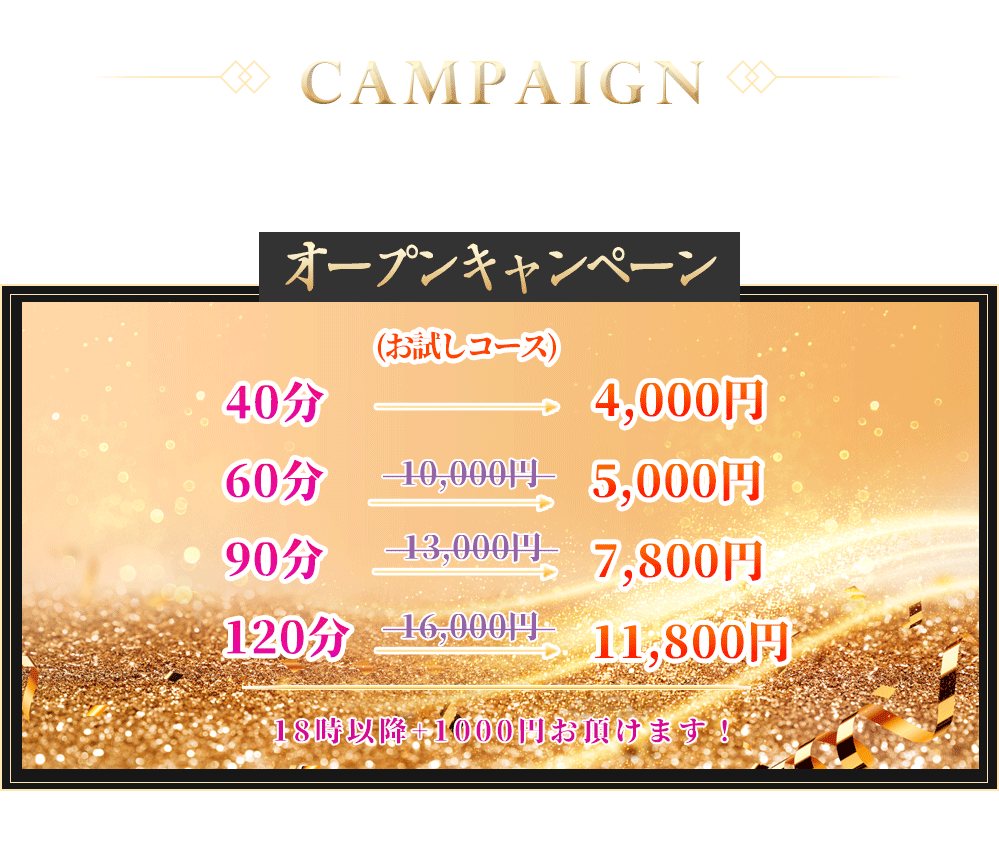 CAMPAIGN
オープンキャンペーン
(お試しコース)
40分 4,000円
60分 10,000円 5,000円
90分 13,000円 7,800円
120分 16,000円 11,800円
18時以降+1000円お頂けます！